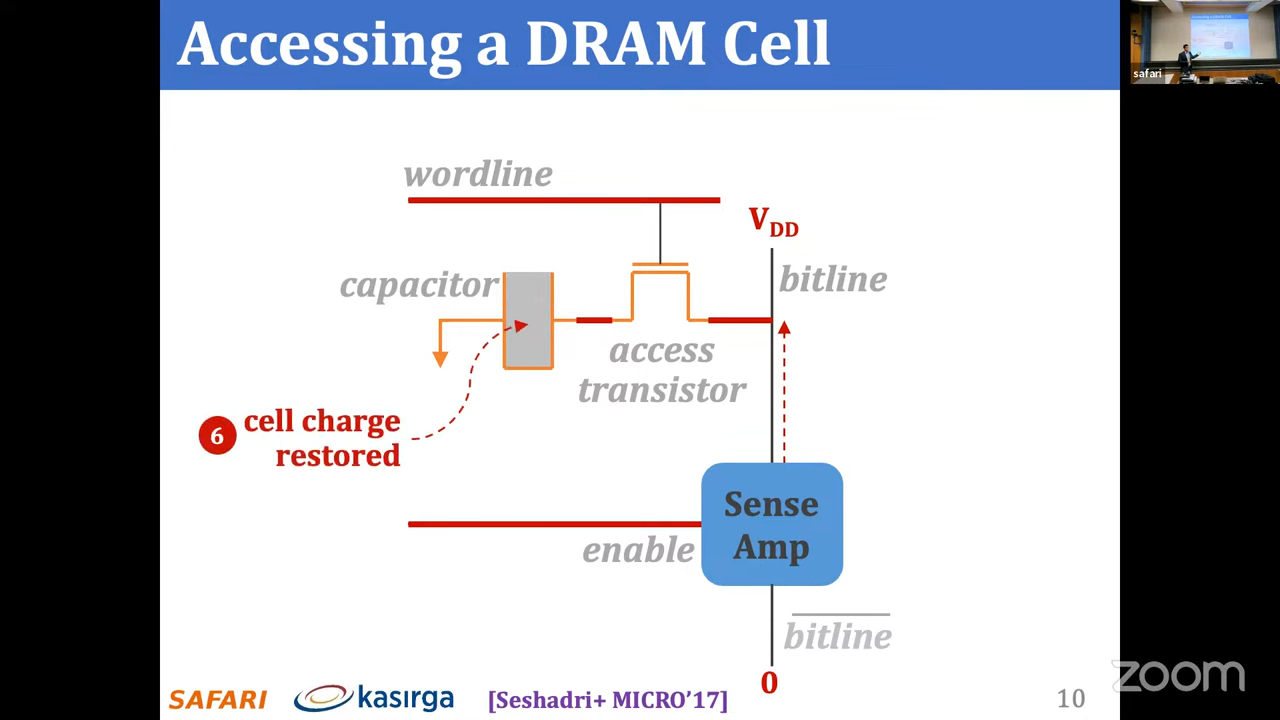 Accessing a DRAM Cell
safari
wordline
V_DD
capacitor
bitline
access
transistor
6
cell charge
restored
Sense
Amp
enable
bitline
0
SAFARI
kasırga
[Seshadri+ MICRO'17]
10
zoom